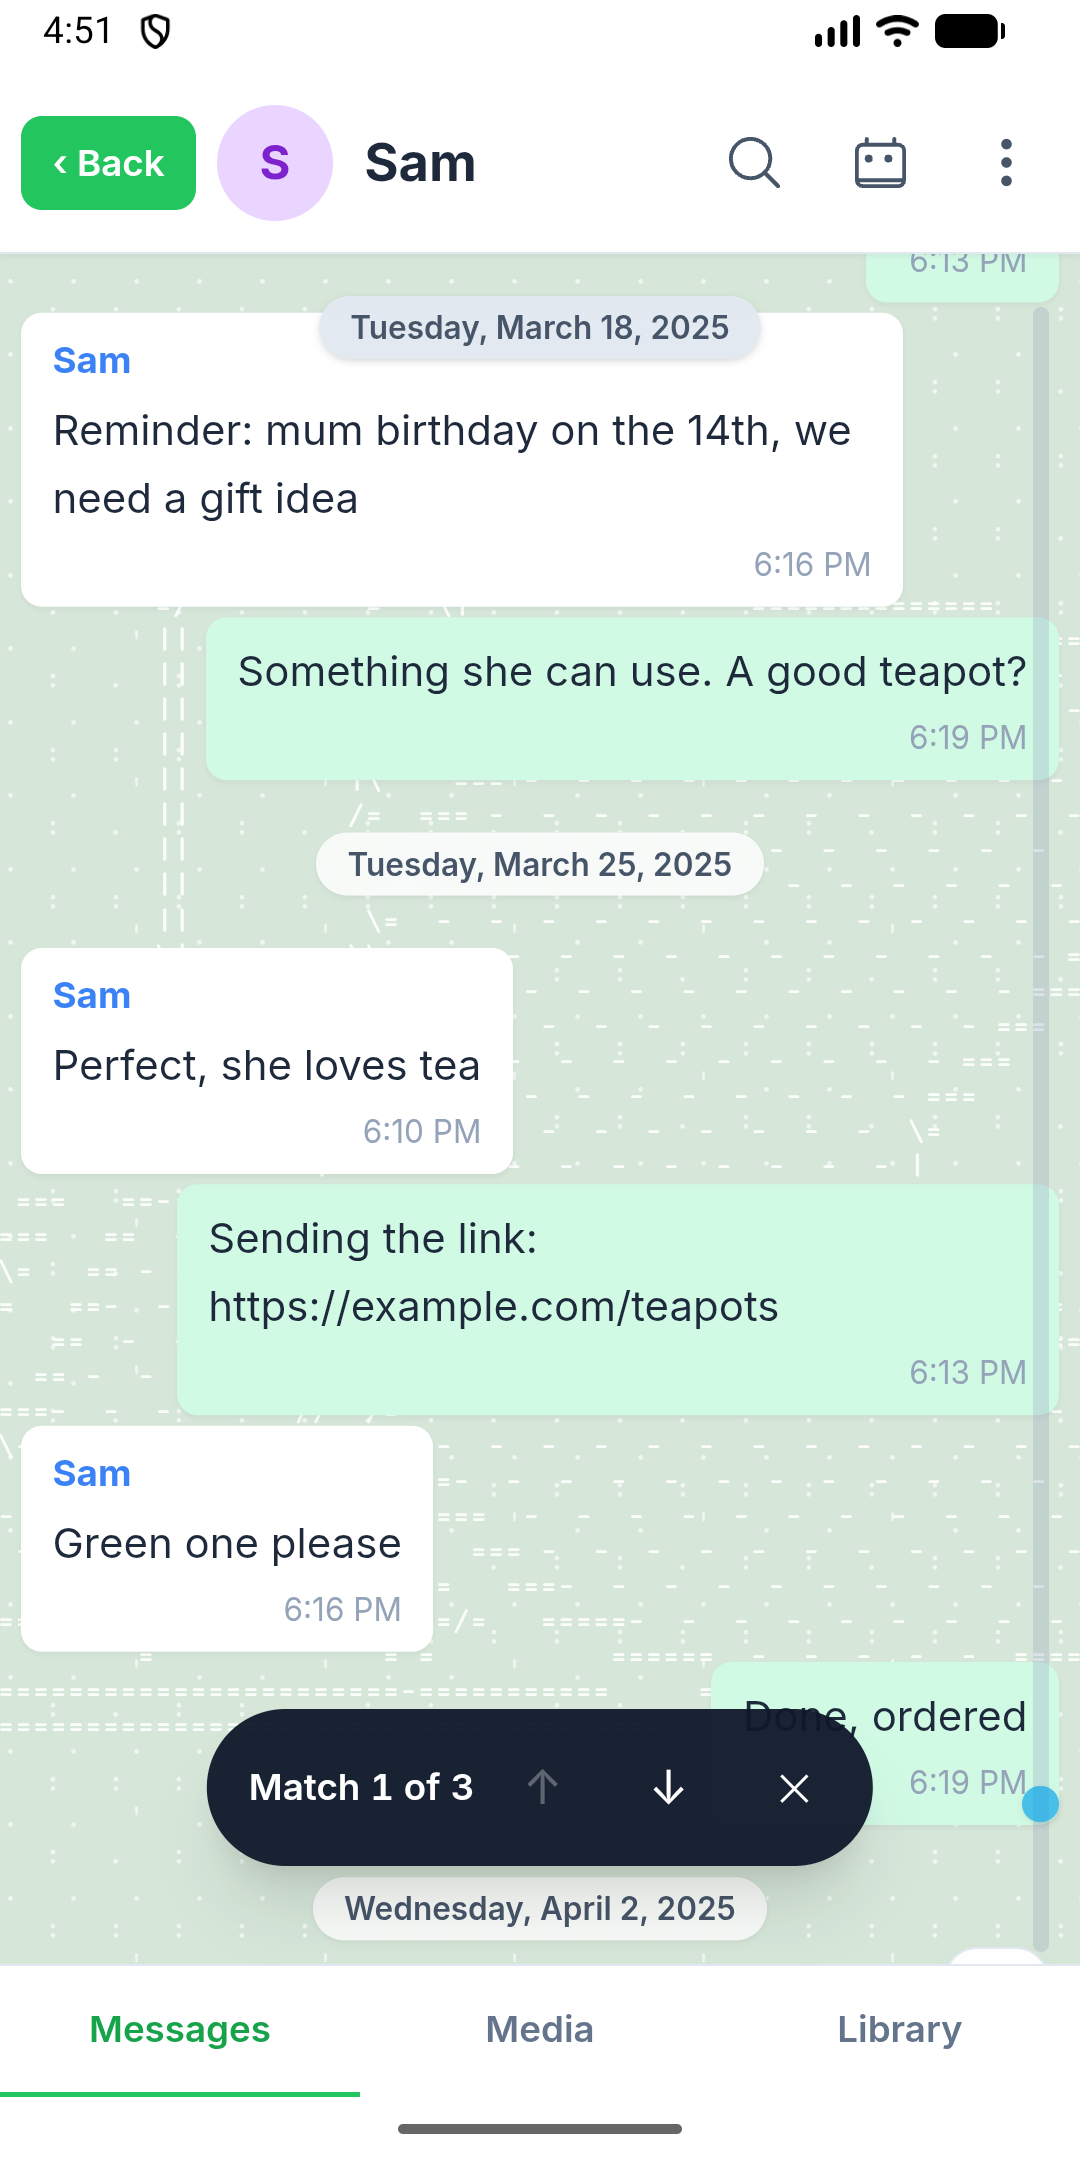 4:51
‹ Back
S
Sam
6:13 PM
Tuesday, March 18, 2025
Sam
Reminder: mum birthday on the 14th, we
need a gift idea
6:16 PM
Something she can use. A good teapot?
6:19 PM
Tuesday, March 25, 2025
Sam
Perfect, she loves tea
6:10 PM
Sending the link:
https://example.com/teapots
6:13 PM
Sam
Green one please
6:16 PM
Done, ordered
6:19 PM
Match 1 of 3
Wednesday, April 2, 2025
Messages
Media
Library